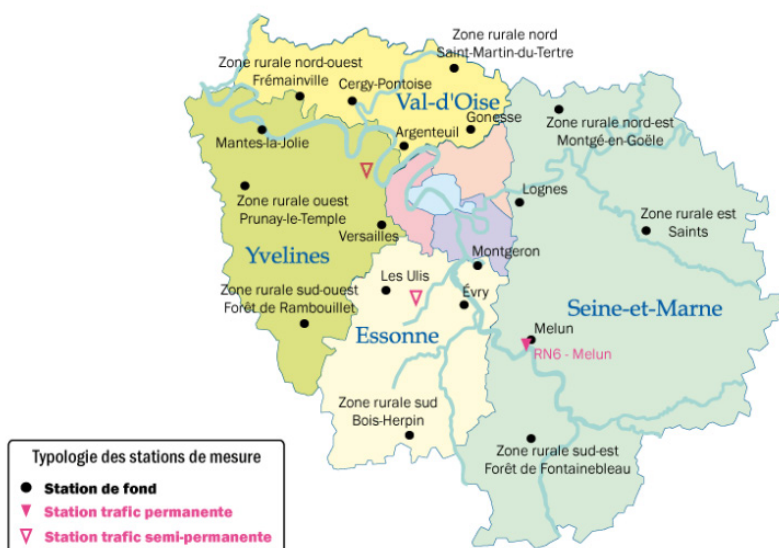 Zone rurale nord
Saint-Martin-du-Tertre
Zone rurale nord-ouest
Frémainville
Cergy-Pontoise
Val-d'Oise
Gonesse
Zone rurale nord-est
Montgé-en-Goële
Mantes-la-Jolie
Argenteuil
Zone rurale ouest
Prunay-le-Temple
Lognes
Versailles
Zone rurale est
Saints
Yvelines
Montgeron
Les Ulis
Zone rurale sud-ouest
Forêt de Rambouillet
Évry
Seine-et-Marne
Essonne
Melun
RN6 - Melun
Zone rurale sud
Bois-Herpin
Zone rurale sud-est
Forêt de Fontainebleau
Typologie des stations de mesure
Station de fond
Station trafic permanente
Station trafic semi-permanente